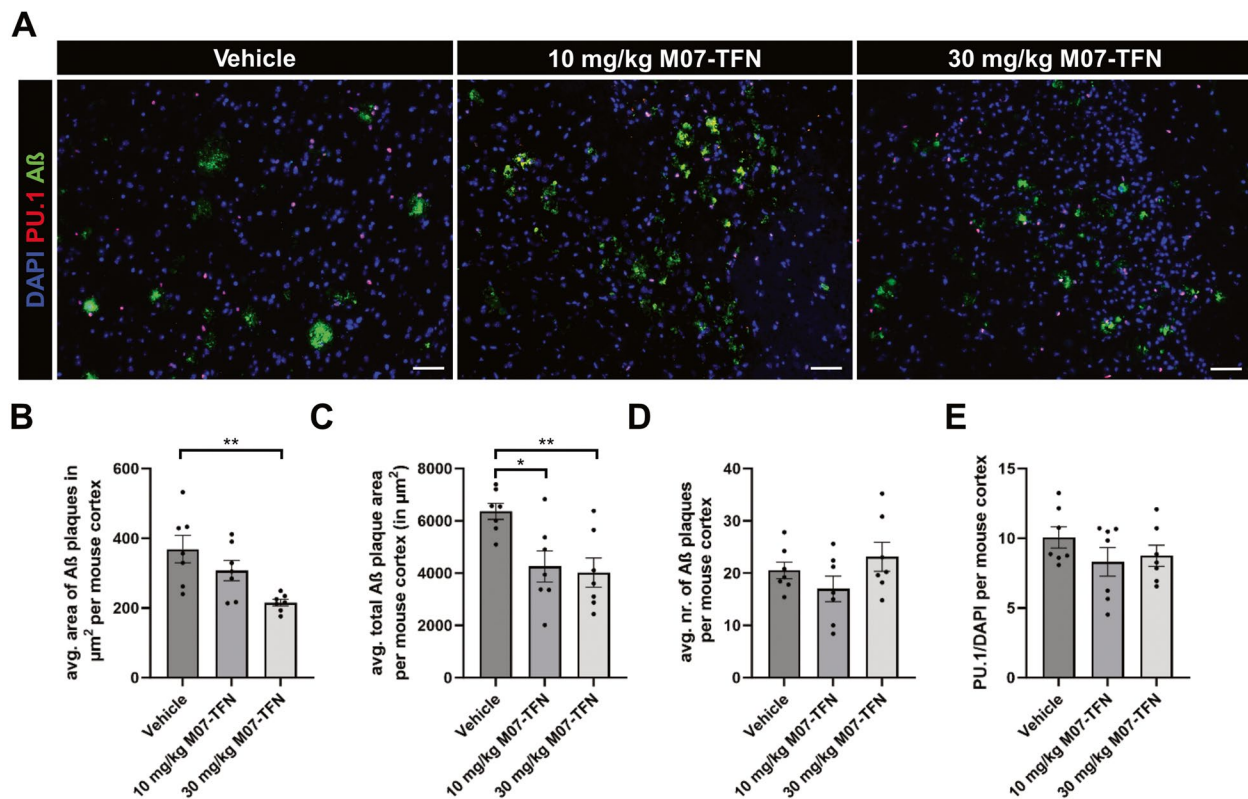 A
Vehicle
10 mg/kg M07-TFN
30 mg/kg M07-TFN
DAPI PU.1 Aß
B
avg. area of Aß plaques in
µm² per mouse cortex
600
400
200
0
**
Vehicle
10 mg/kg M07-TFN
30 mg/kg M07-TFN
C
avg. total Aß plaque area
per mouse cortex (in µm²)
8000
6000
4000
2000
0
**
*
Vehicle
10 mg/kg M07-TFN
30 mg/kg M07-TFN
D
avg. nr. of Aß plaques
per mouse cortex
40
30
20
10
0
Vehicle
10 mg/kg M07-TFN
30 mg/kg M07-TFN
E
PU.1/DAPI per mouse cortex
15
10
5
0
Vehicle
10 mg/kg M07-TFN
30 mg/kg M07-TFN